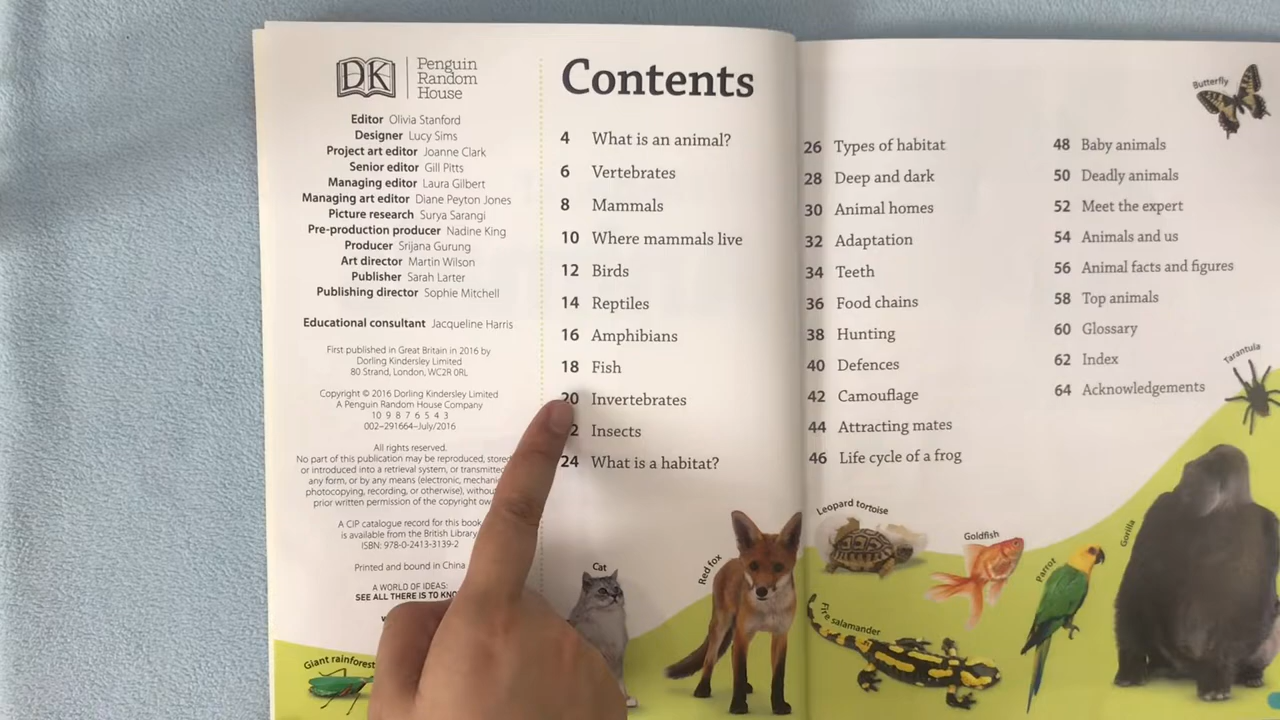 DK
Penguin
Random
House
Editor Olivia Stanford
Designer Lucy Sims
Project art editor Joanne Clark
Senior editor Gill Pitts
Managing editor Laura Gilbert
Managing art editor Diane Peyton Jones
Picture research Surya Sarangi
Pre-production producer Nadine King
Producer Srijana Gurung
Art director Martin Wilson
Publisher Sarah Larter
Publishing director Sophie Mitchell
Educational consultant Jacqueline Harris
First published in Great Britain in 2016 by
Dorling Kindersley Limited
80 Strand, London, WC2R 0RL
Copyright © 2016 Dorling Kindersley Limited
A Penguin Random House Company
10 9 8 7 6 5 4 3
002–291664–July/2016
All rights reserved.
No part of this publication may be reproduced, stored
or introduced into a retrieval system, or transmitted
any form, or by any means (electronic,
photocopying, recording, or otherwise),
prior written permission of the copyright
A CIP catalogue record for this book
is available from the British Library
ISBN: 978-0-2413-3139-2
Printed and bound in China
A WORLD OF IDEAS:
SEE ALL THERE IS TO
Contents
4 What is an animal?
6 Vertebrates
8 Mammals
10 Where mammals live
12 Birds
14 Reptiles
16 Amphibians
18 Fish
20 Invertebrates
2 Insects
24 What is a habitat?
26 Types of habitat
28 Deep and dark
30 Animal homes
32 Adaptation
34 Teeth
36 Food chains
38 Hunting
40 Defences
42 Camouflage
44 Attracting mates
46 Life cycle of a frog
48 Baby animals
50 Deadly animals
52 Meet the expert
54 Animals and us
56 Animal facts and figures
58 Top animals
60 Glossary
62 Index
64 Acknowledgements
Butterfly
Tarantula
Giant rainforest
Cat
Red fox
Leopard tortoise
Fire salamander
Goldfish
Parrot
Gorilla